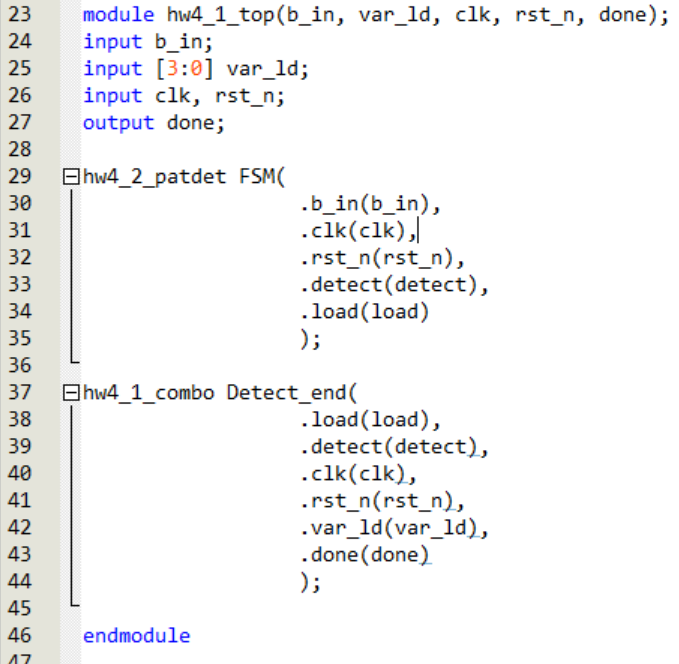 23 module hw4_1_top(b_in, var_ld, clk, rst_n, done);
24 input b_in;
25 input [3:0] var_ld;
26 input clk, rst_n;
27 output done;
28
29 hw4_2_patdet FSM(
30 .b_in(b_in),
31 .clk(clk),
32 .rst_n(rst_n),
33 .detect(detect),
34 .load(load)
35 );
36
37 hw4_1_combo Detect_end(
38 .load(load),
39 .detect(detect),
40 .clk(clk),
41 .rst_n(rst_n),
42 .var_ld(var_ld),
43 .done(done)
44 );
45
46 endmodule
47